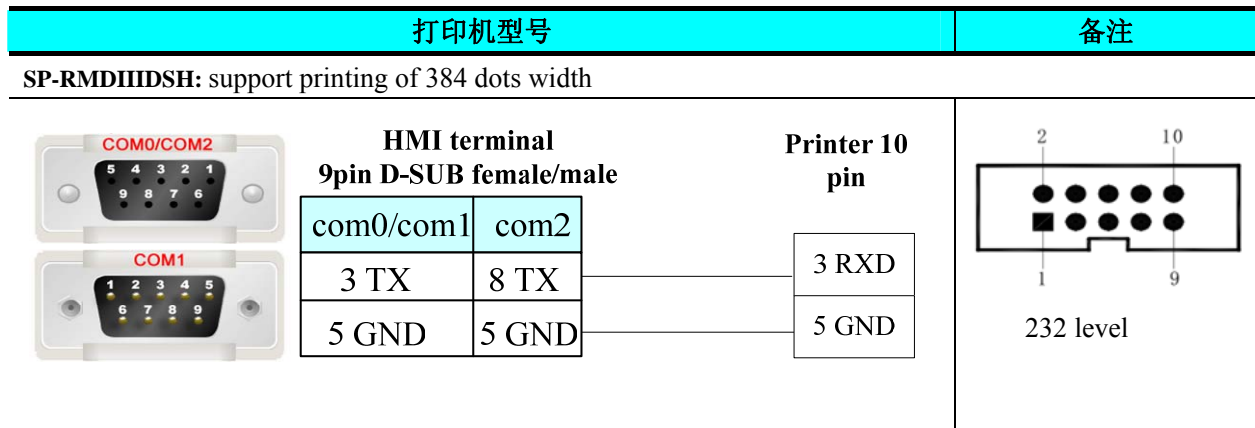 打印机型号
备注
SP-RMDIIIDSH: support printing of 384 dots width
COM0/COM2
5 4 3 2 1
9 8 7 6
COM1
1 2 3 4 5
6 7 8 9
HMI terminal
9pin D-SUB female/male
com0/com1 com2
3 TX 8 TX
5 GND 5 GND
Printer 10
pin
3 RXD
5 GND
2 10
1 9
232 level